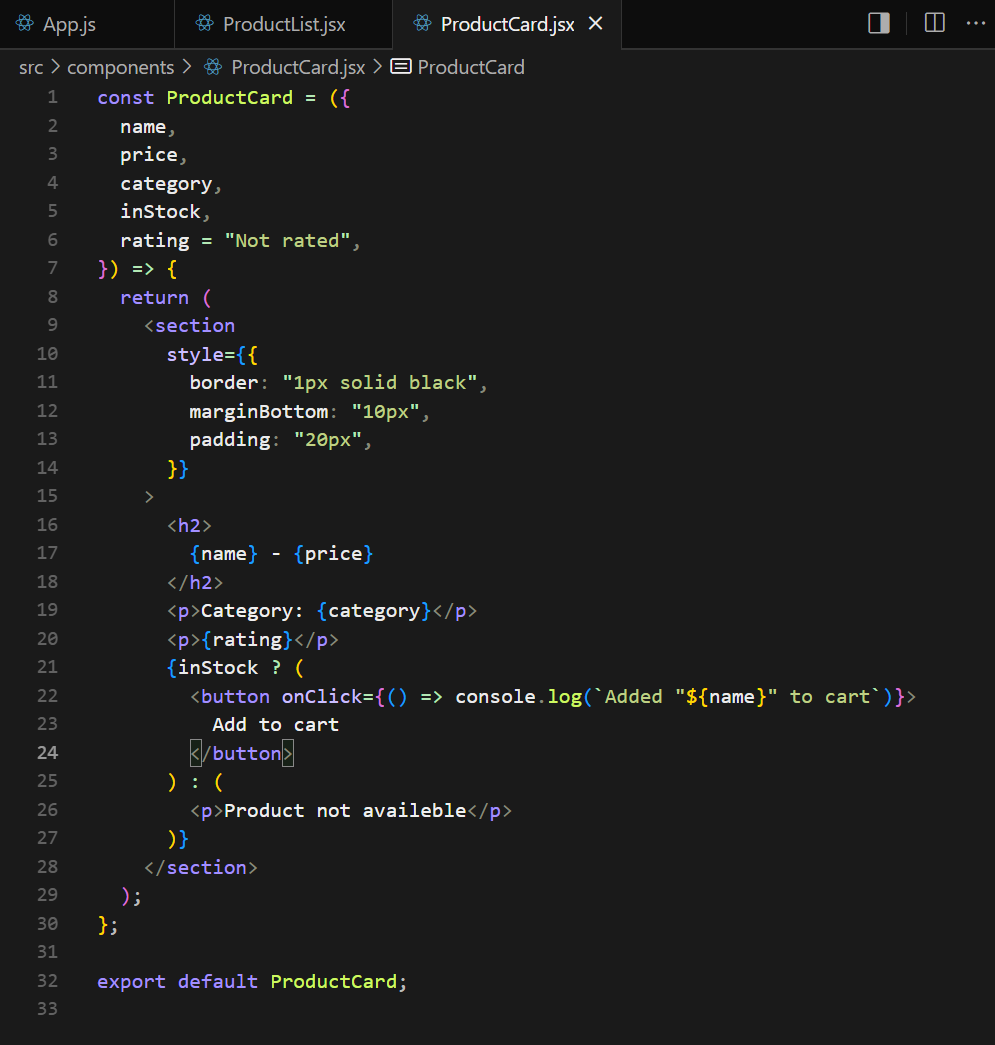 App.js ProductList.jsx ProductCard.jsx
src > components > ProductCard.jsx > ProductCard
1 const ProductCard = ({
2   name,
3   price,
4   category,
5   inStock,
6   rating = "Not rated",
7 }) => {
8   return (
9     <section
10       style={{
11         border: "1px solid black",
12         marginBottom: "10px",
13         padding: "20px",
14       }}
15     >
16       <h2>
17         {name} - {price}
18       </h2>
19       <p>Category: {category}</p>
20       <p>{rating}</p>
21       {inStock ? (
22         <button onClick={() => console.log(`Added "${name}" to cart`)}>
23           Add to cart
24         </button>
25       ) : (
26         <p>Product not availeble</p>
27       )}
28     </section>
29   );
30 };
31
32 export default ProductCard;
33